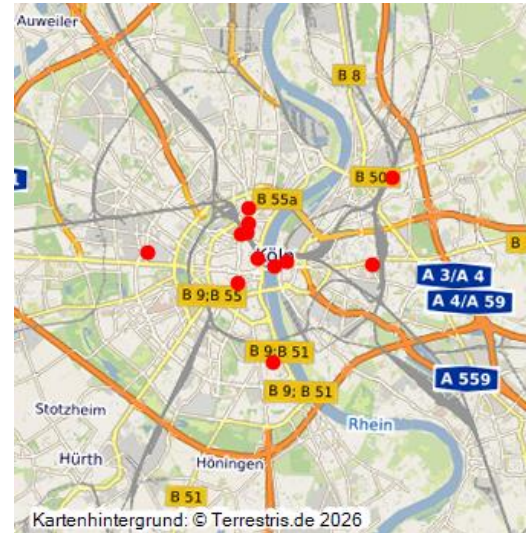 Auweiler
B 8
B 50
B 55a
Köln
B
A 3/A 4
A 4/A 59
B 9;B 55
B 9;B 51
A 559
B 9; B 51
Stotzheim
Rhein
Hürth
Höningen
B 51
Kartenhintergrund: © Terrestris.de 2026